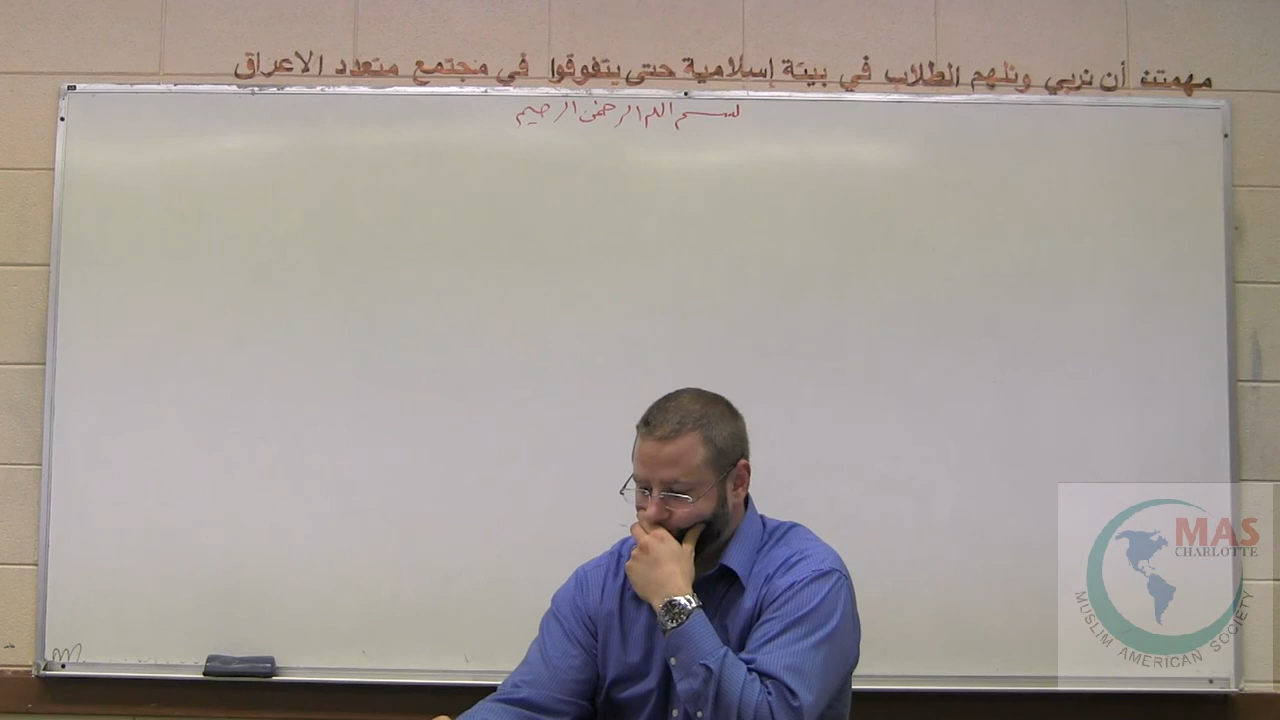 مهمتنا أن نربي ونلهم الطلاب في بيئة إسلامية حتى يتفوقوا في مجتمع متعدد الاعراق
بسم الله الرحمن الرحيم
MAS
CHARLOTTE
MUSLIM AMERICAN SOCIETY